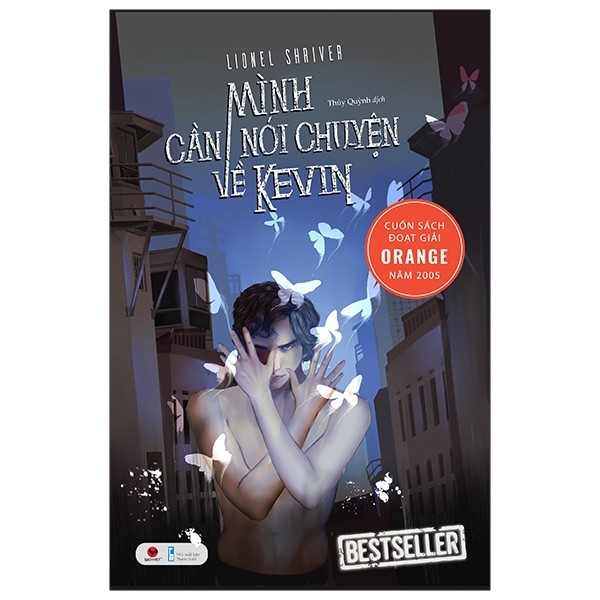 LIONEL SHRIVER
MÌNH
Thúy Quỳnh dịch
CẦN NÓI CHUYỆN
VỀ KEVIN
CUỐN SÁCH
ĐOẠT GIẢI
ORANGE
NĂM 2005
BESTSELLER